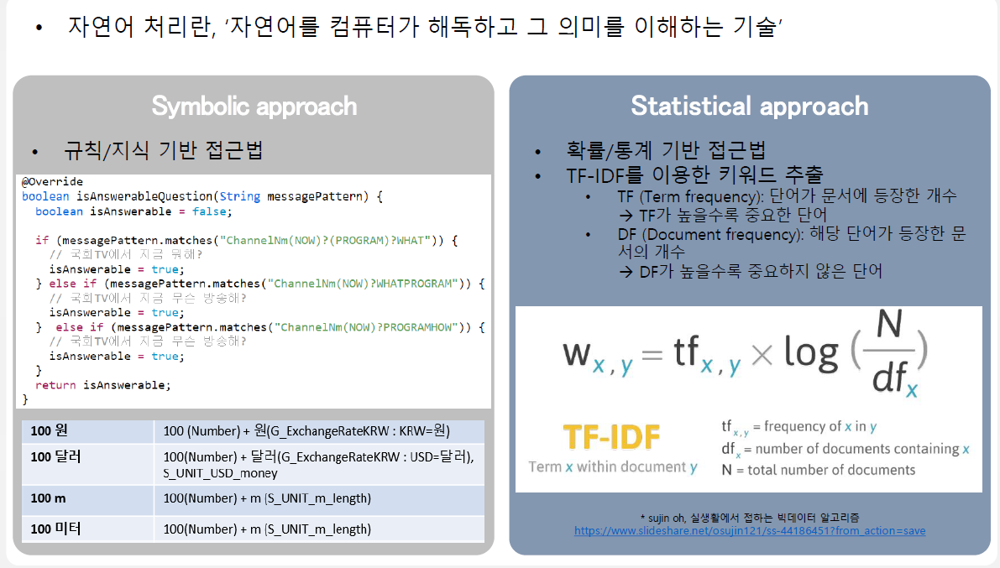 • 자연어 처리란, ‘자연어를 컴퓨터가 해독하고 그 의미를 이해하는 기술’
Symbolic approach
• 규칙/지식 기반 접근법
@Override
boolean isAnswerableQuestion(String messagePattern) {
boolean isAnswerable = false;
if (messagePattern.matches("ChannelNm(NOW)?(PROGRAM)?WHAT")) {
// 국회TV에서 지금 뭐해?
isAnswerable = true;
} else if (messagePattern.matches("ChannelNm(NOW)?WHATPROGRAM")) {
// 국회TV에서 지금 무슨 방송해?
isAnswerable = true;
} else if (messagePattern.matches("ChannelNm(NOW)?PROGRAMHOW")) {
// 국회TV에서 지금 무슨 방송해?
isAnswerable = true;
}
return isAnswerable;
}
100 원 100 (Number) + 원(G_ExchangeRateKRW : KRW=원)
100 달러 100(Number) + 달러(G_ExchangeRateKRW : USD=달러),
S_UNIT_USD_money
100 m 100(Number) + m (S_UNIT_m_length)
100 미터 100(Number) + m (S_UNIT_m_length)
Statistical approach
• 확률/통계 기반 접근법
• TF-IDF를 이용한 키워드 추출
• TF (Term frequency): 단어가 문서에 등장한 개수
→ TF가 높을수록 중요한 단어
• DF (Document frequency): 해당 단어가 등장한 문
서의 개수
→ DF가 높을수록 중요하지 않은 단어
w x,y = tf x,y × log (N / df x)
TF-IDF
Term x within document y
tf x,y = frequency of x in y
df x = number of documents containing x
N = total number of documents
* sujin oh, 실생활에서 접하는 빅데이터 알고리즘
https://www.slideshare.net/osujin121/ss-44186451?from_action=save